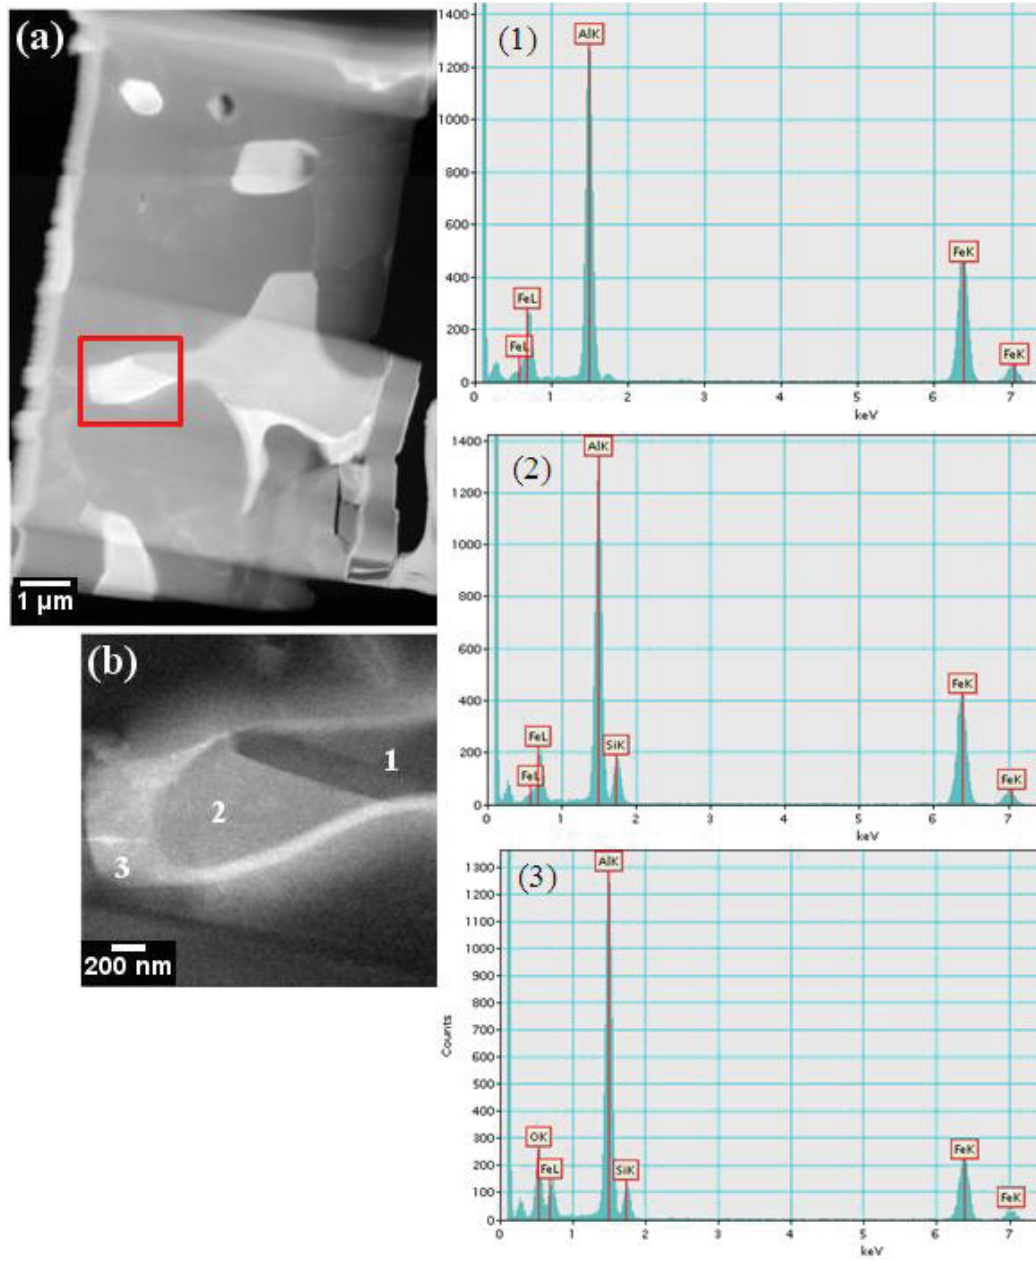 (a)
1 μm
(b)
1
2
3
200 nm
(1)
1400
1200
1000
800
600
400
200
0
AlK
FeL
FeL
FeK
FeK
0 1 2 3 4 5 6 7
keV
(2)
1400
1200
1000
800
600
400
200
0
AlK
FeL
FeL
SiK
FeK
FeK
0 1 2 3 4 5 6 7
keV
(3)
Counts
1300
1200
1100
1000
900
800
700
600
500
400
300
200
100
0
AlK
OK
FeL
SiK
FeK
FeK
0 1 2 3 4 5 6 7
keV